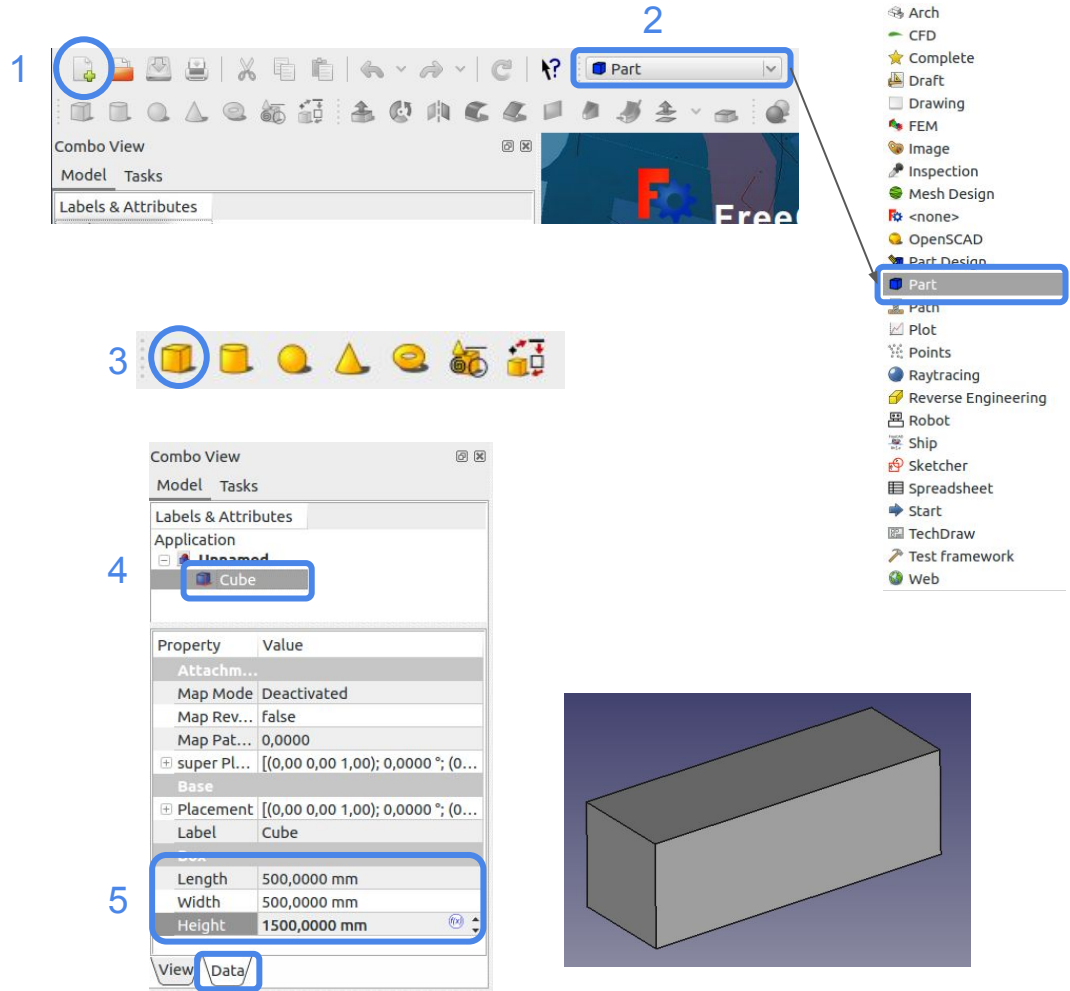 1
2
Part
Combo View
Model Tasks
Labels & Attributes
Arch
CFD
Complete
Draft
Drawing
FEM
Image
Inspection
Mesh Design
<none>
OpenSCAD
Part Design
Part
Path
Plot
Points
Raytracing
Reverse Engineering
Robot
Ship
Sketcher
Spreadsheet
Start
TechDraw
Test framework
Web
3
4
Combo View
Model Tasks
Labels & Attributes
Application
Unnamed
Cube
5
Property Value
Attachm...
Map Mode Deactivated
Map Rev... false
Map Pat... 0,0000
super Pl... [(0,00 0,00 1,00); 0,0000 °; (0...
Base
Placement [(0,00 0,00 1,00); 0,0000 °; (0...
Label Cube
Box
Length 500,0000 mm
Width 500,0000 mm
Height 1500,0000 mm
View Data